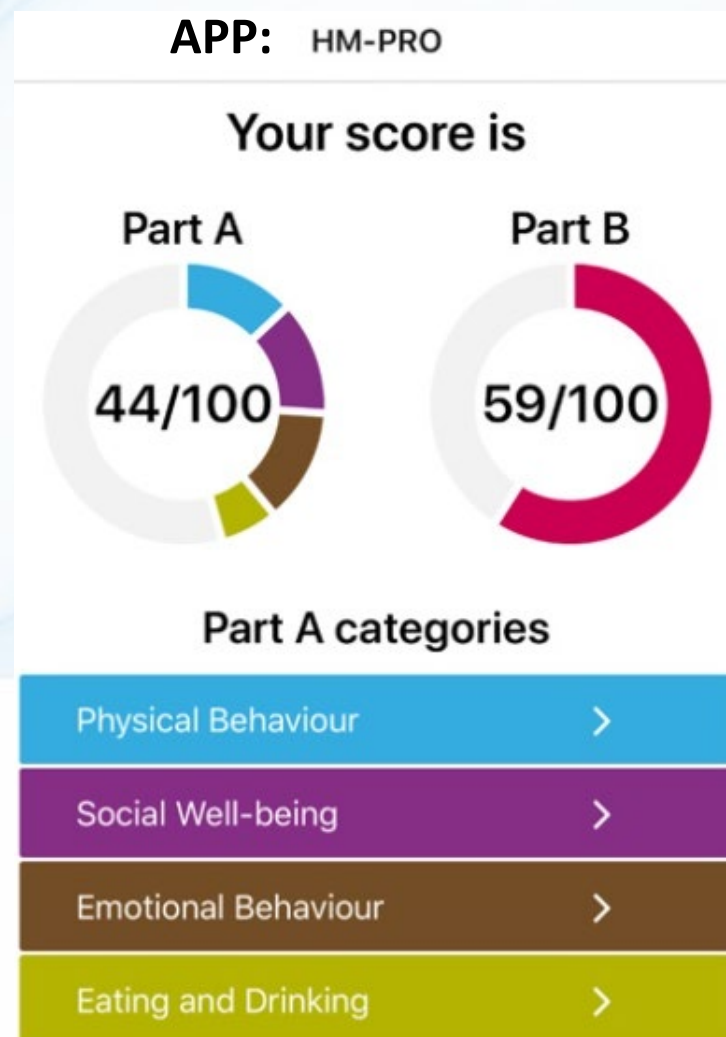 APP: HM-PRO
Your score is
Part A Part B
44/100 59/100
Part A categories
Physical Behaviour
Social Well-being
Emotional Behaviour
Eating and Drinking